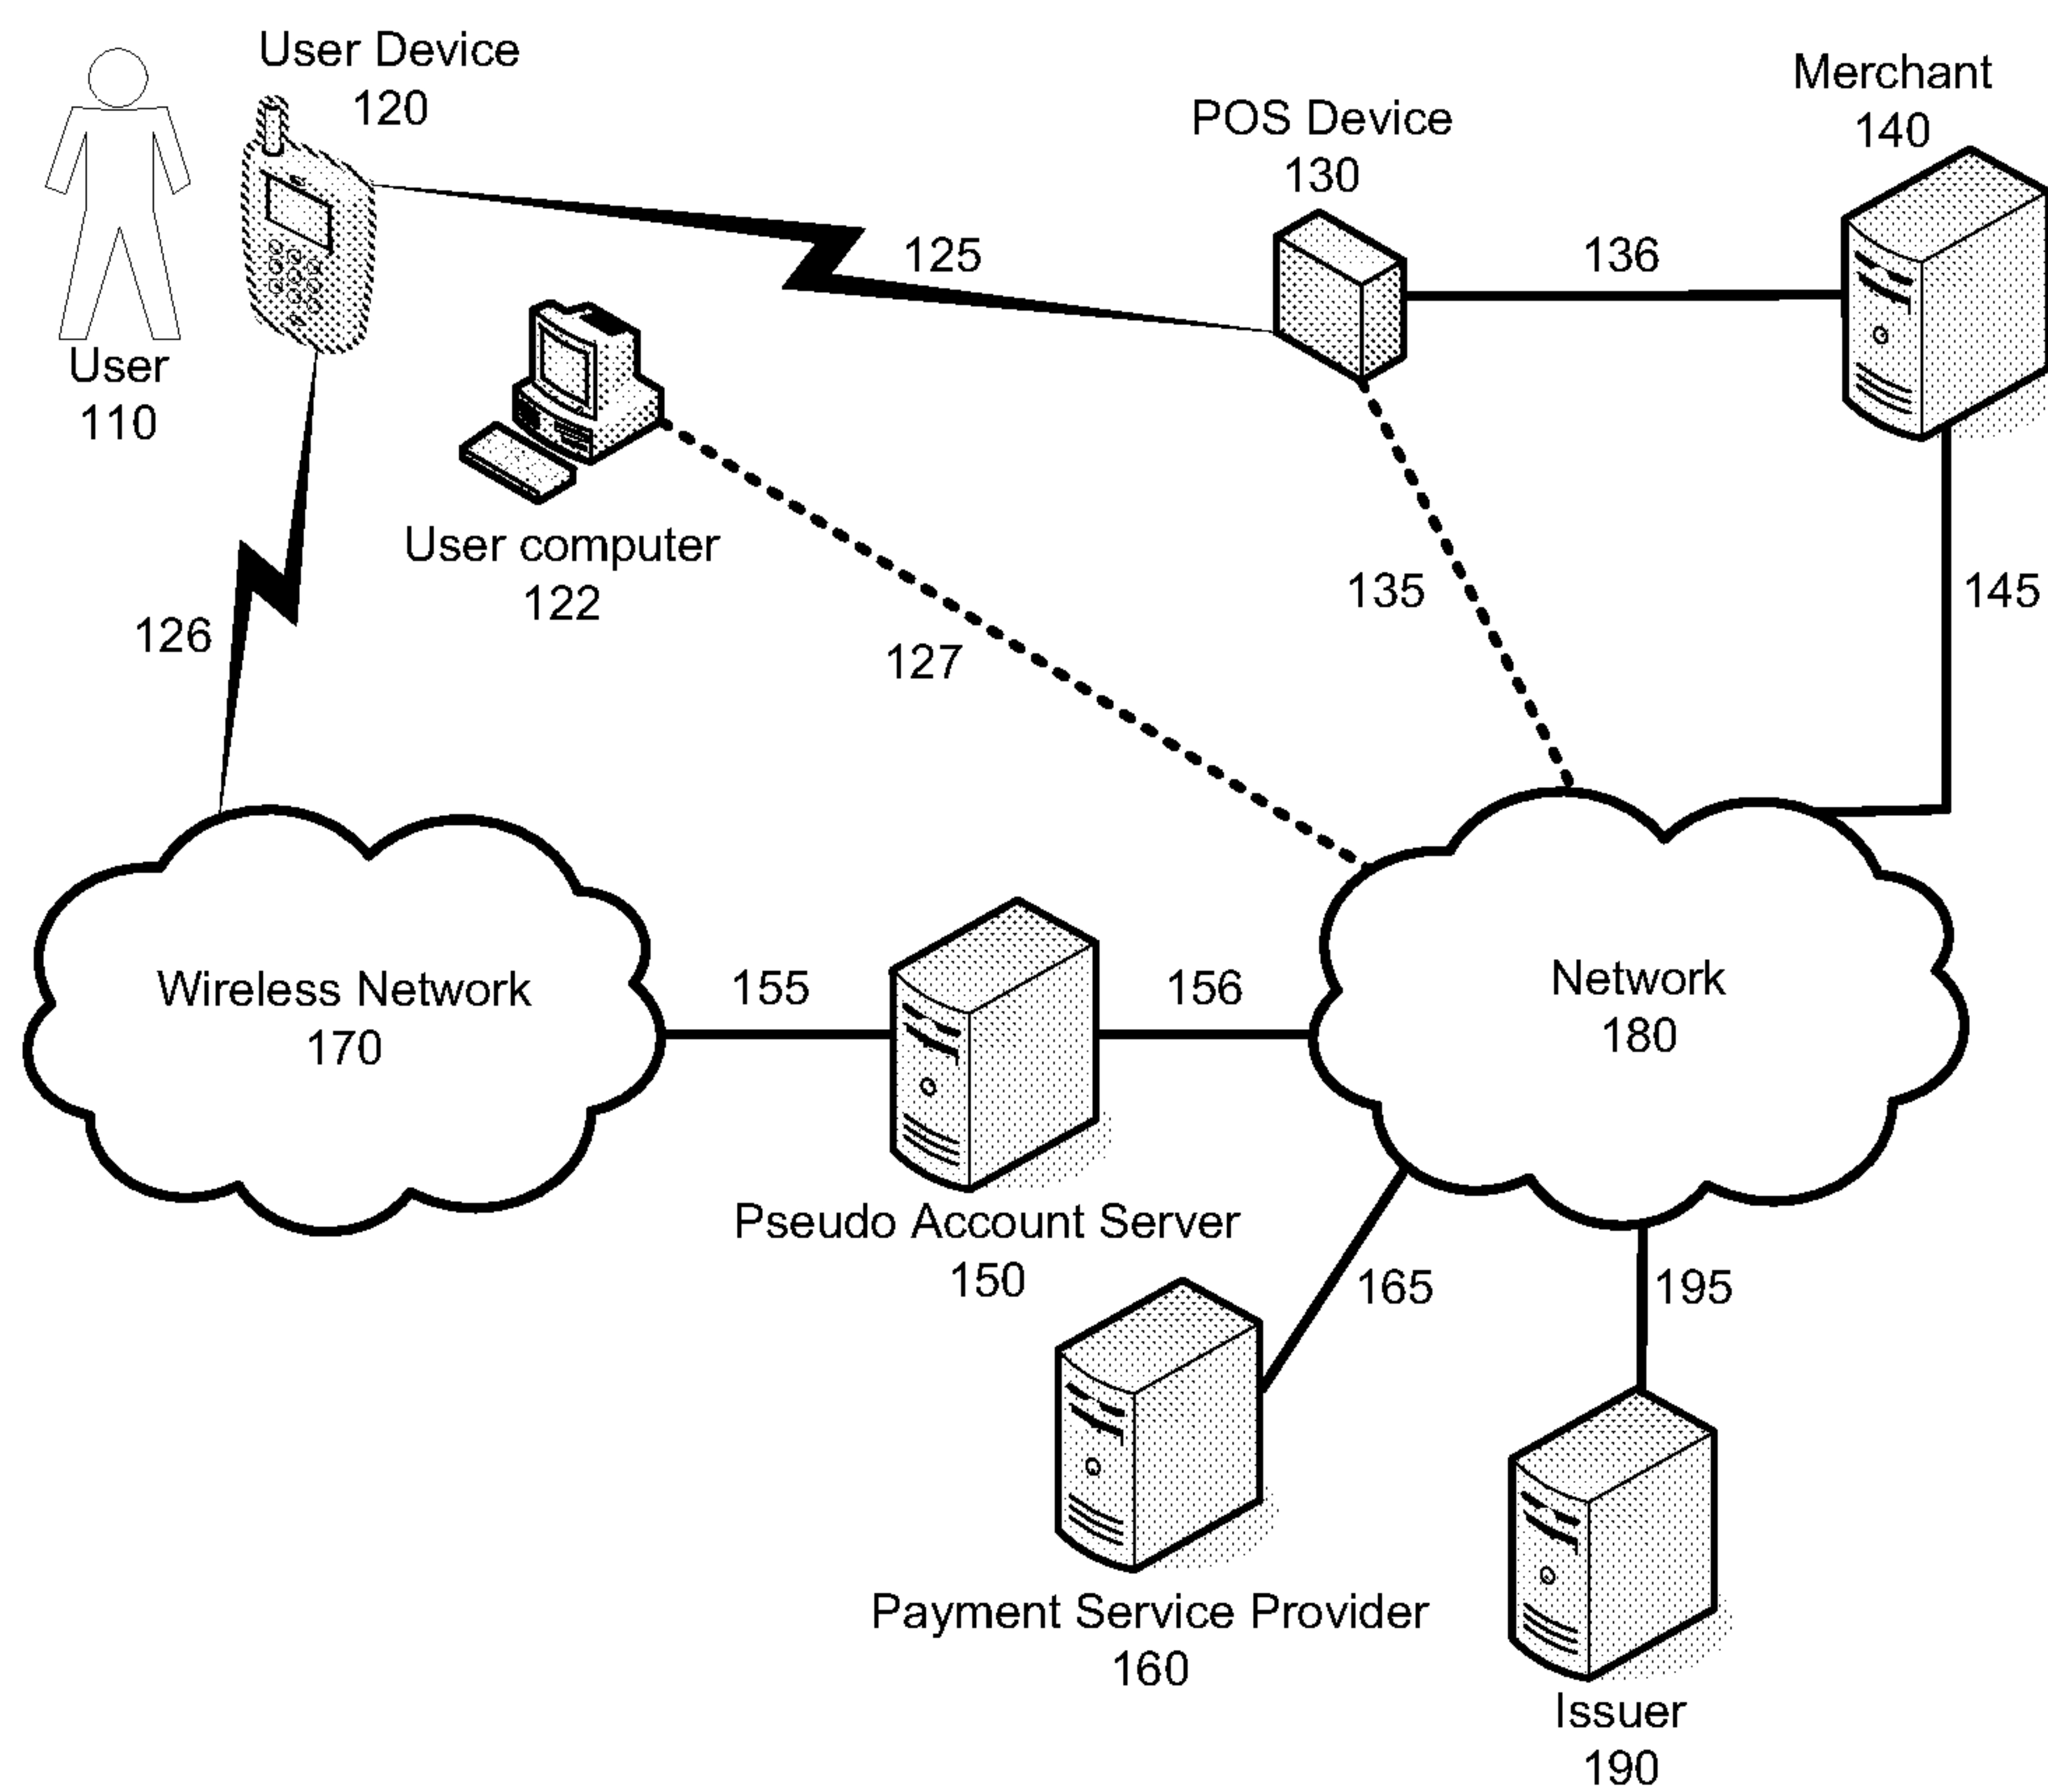 User Device
120
Merchant
140
POS Device
130
125
136
User
110
User computer
122
126
127
135
145
Wireless Network
170
155
156
Network
180
Pseudo Account Server
150
165
195
Payment Service Provider
160
Issuer
190